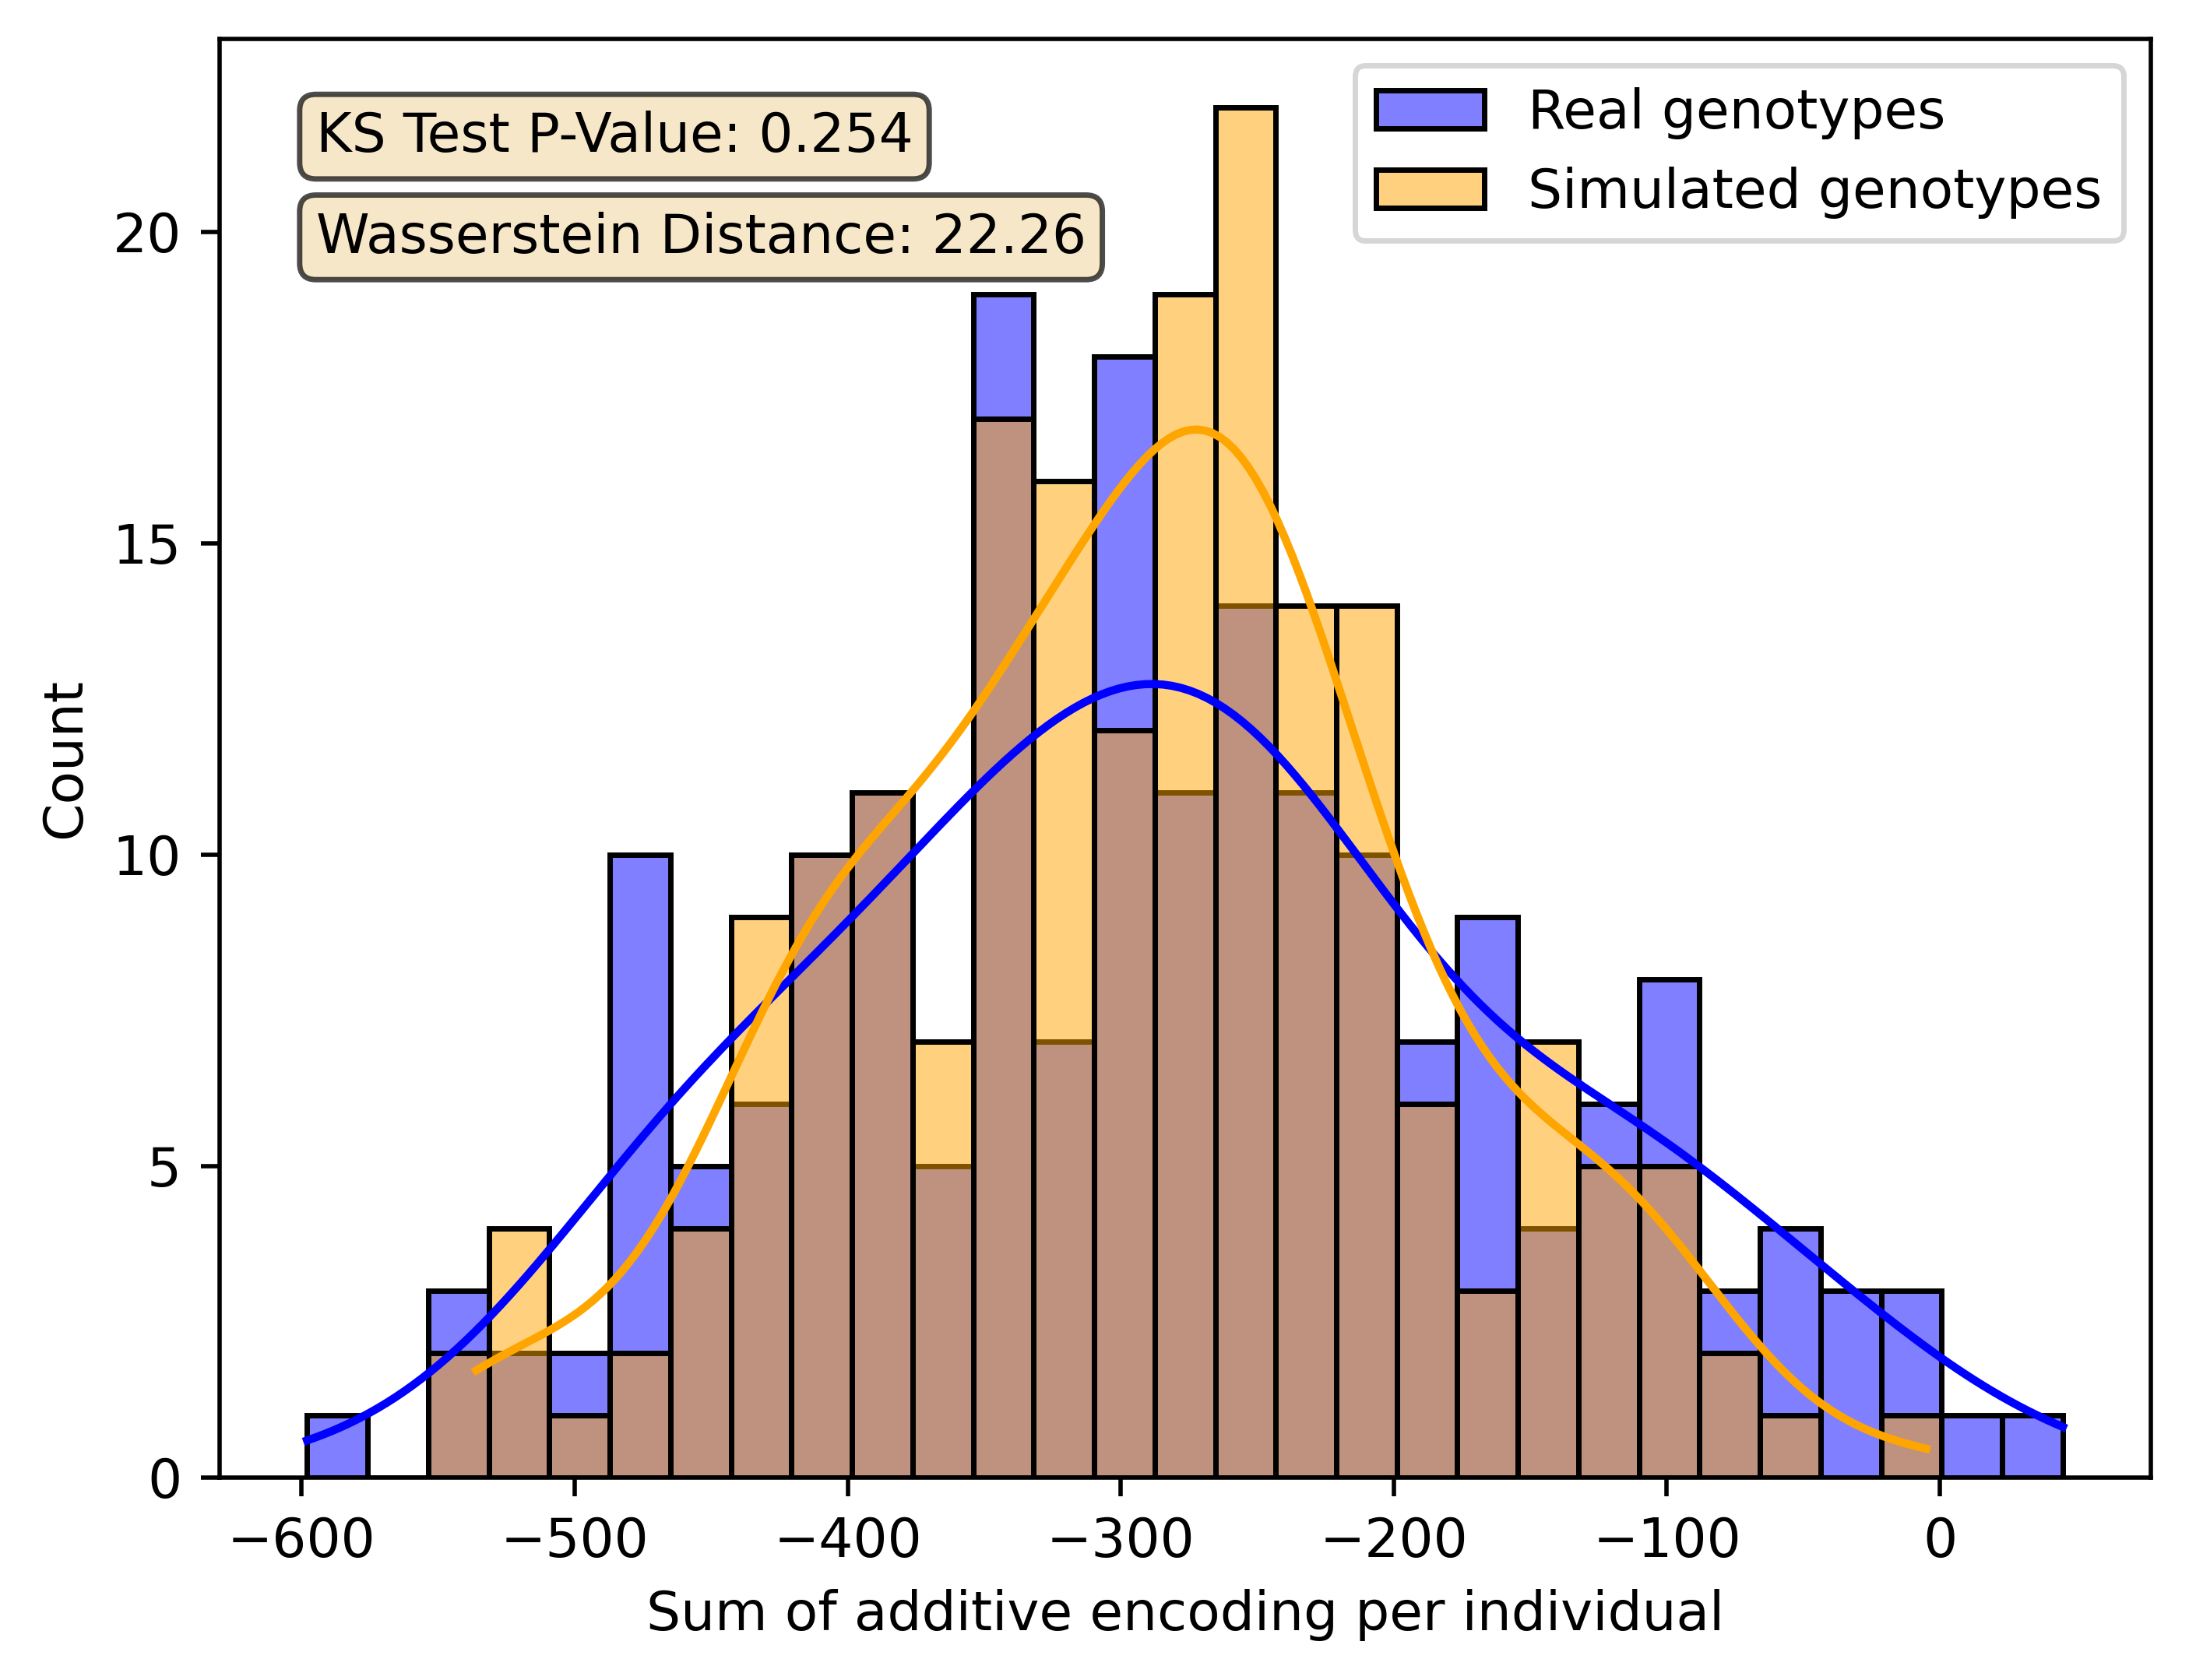 KS Test P-Value: 0.254
Wasserstein Distance: 22.26
Real genotypes
Simulated genotypes
Count
20
15
10
5
0
−600 −500 −400 −300 −200 −100 0
Sum of additive encoding per individual